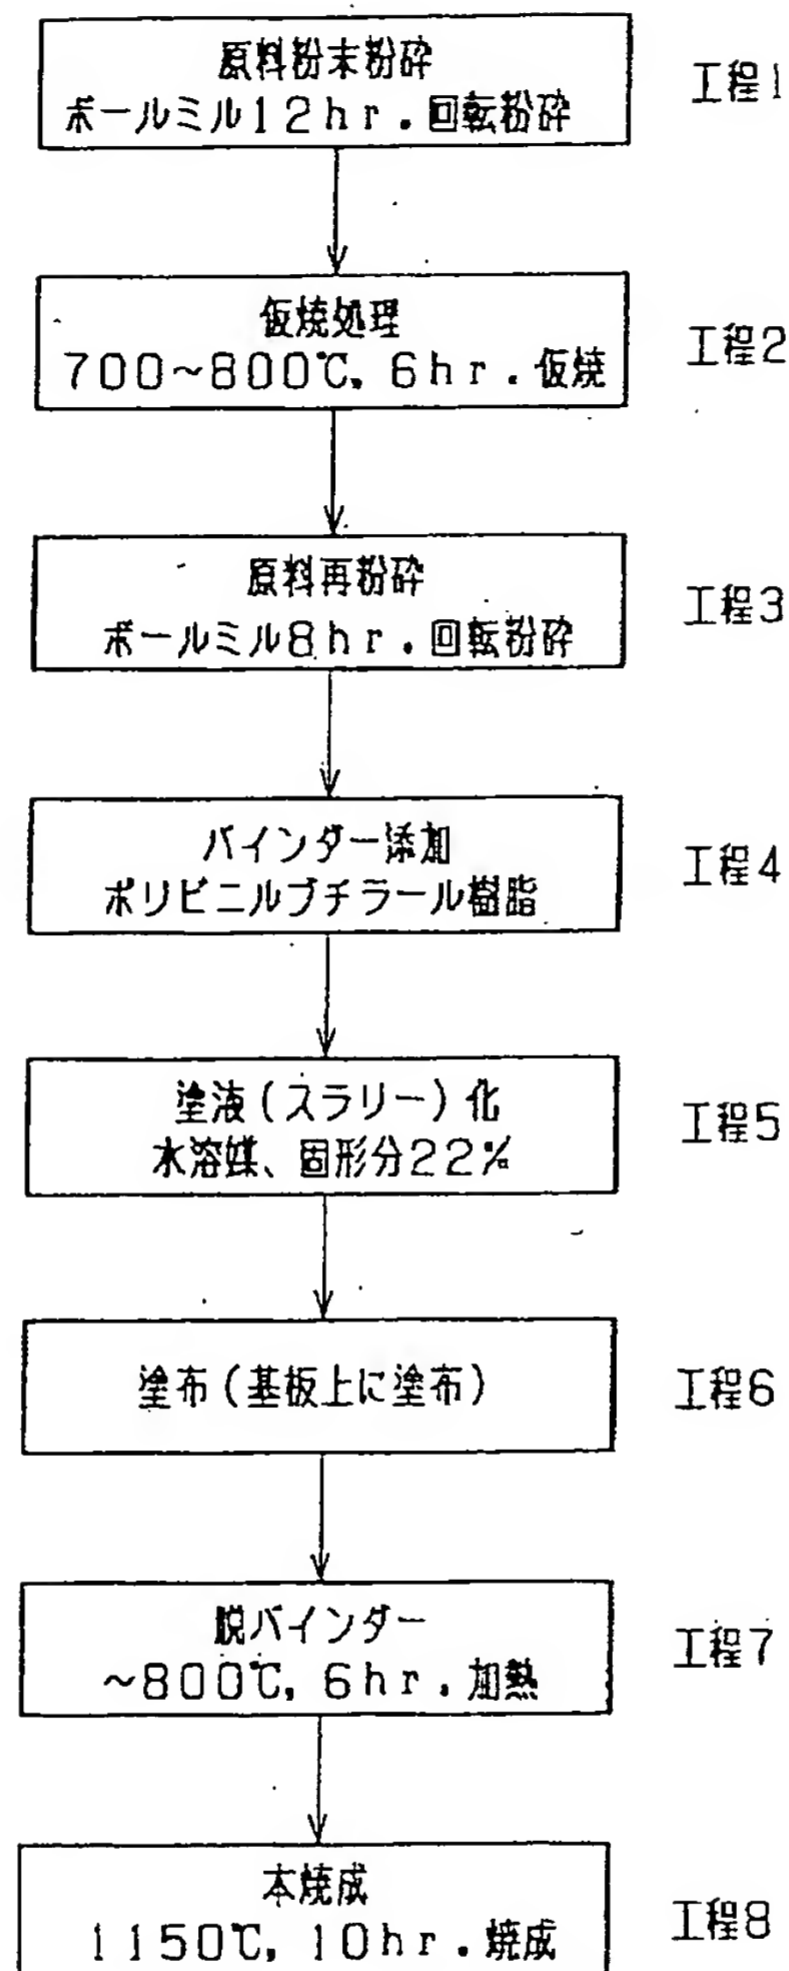 原料粉末粉砕
ボールミル12hr.回転粉砕
工程1
仮焼処理
700~800℃,6hr.仮焼
工程2
原料再粉砕
ボールミル8hr.回転粉砕
工程3
バインダー添加
ポリビニルブチラール樹脂
工程4
塗液(スラリー)化
水溶媒、固形分22%
工程5
塗布(基板上に塗布)
工程6
脱バインダー
~800℃,6hr.加熱
工程7
本焼成
1150℃,10hr.焼成
工程8